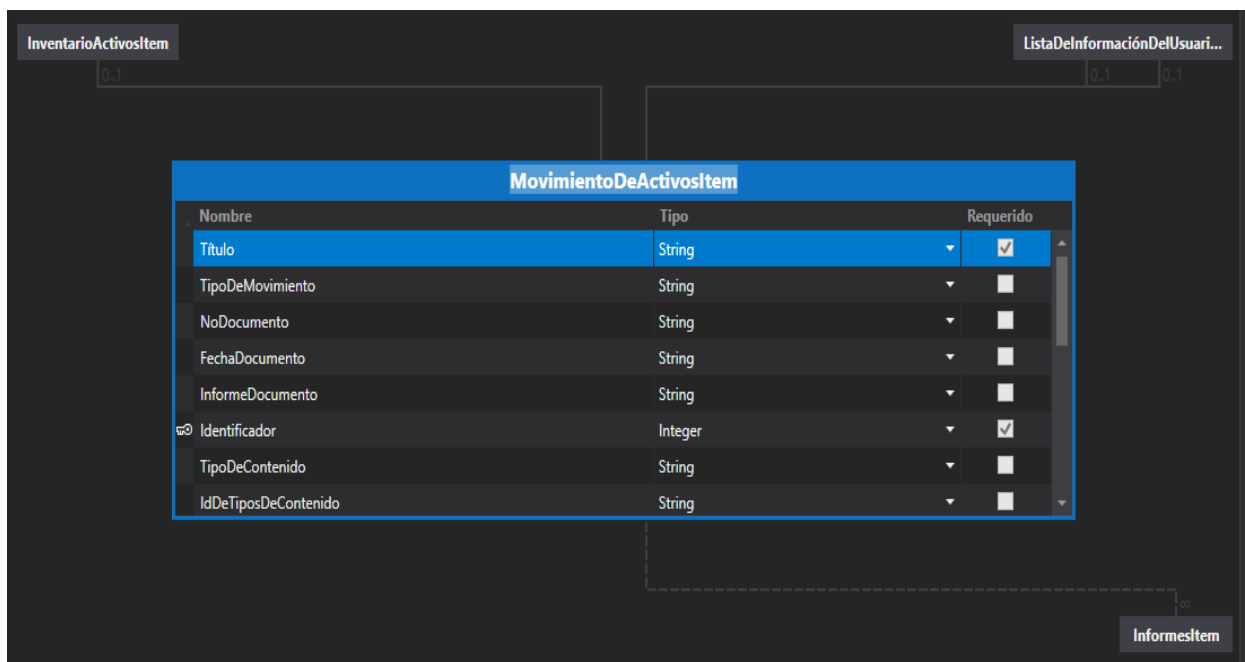 InventarioActivosItem
ListaDeInformaciónDelUsuari...
0..1
0..1
0..1
MovimientoDeActivosItem
Nombre Tipo Requerido
Título String
TipoDeMovimiento String
NoDocumento String
FechaDocumento String
InformeDocumento String
Identificador Integer
TipoDeContenido String
IdDeTiposDeContenido String
∞
InformesItem